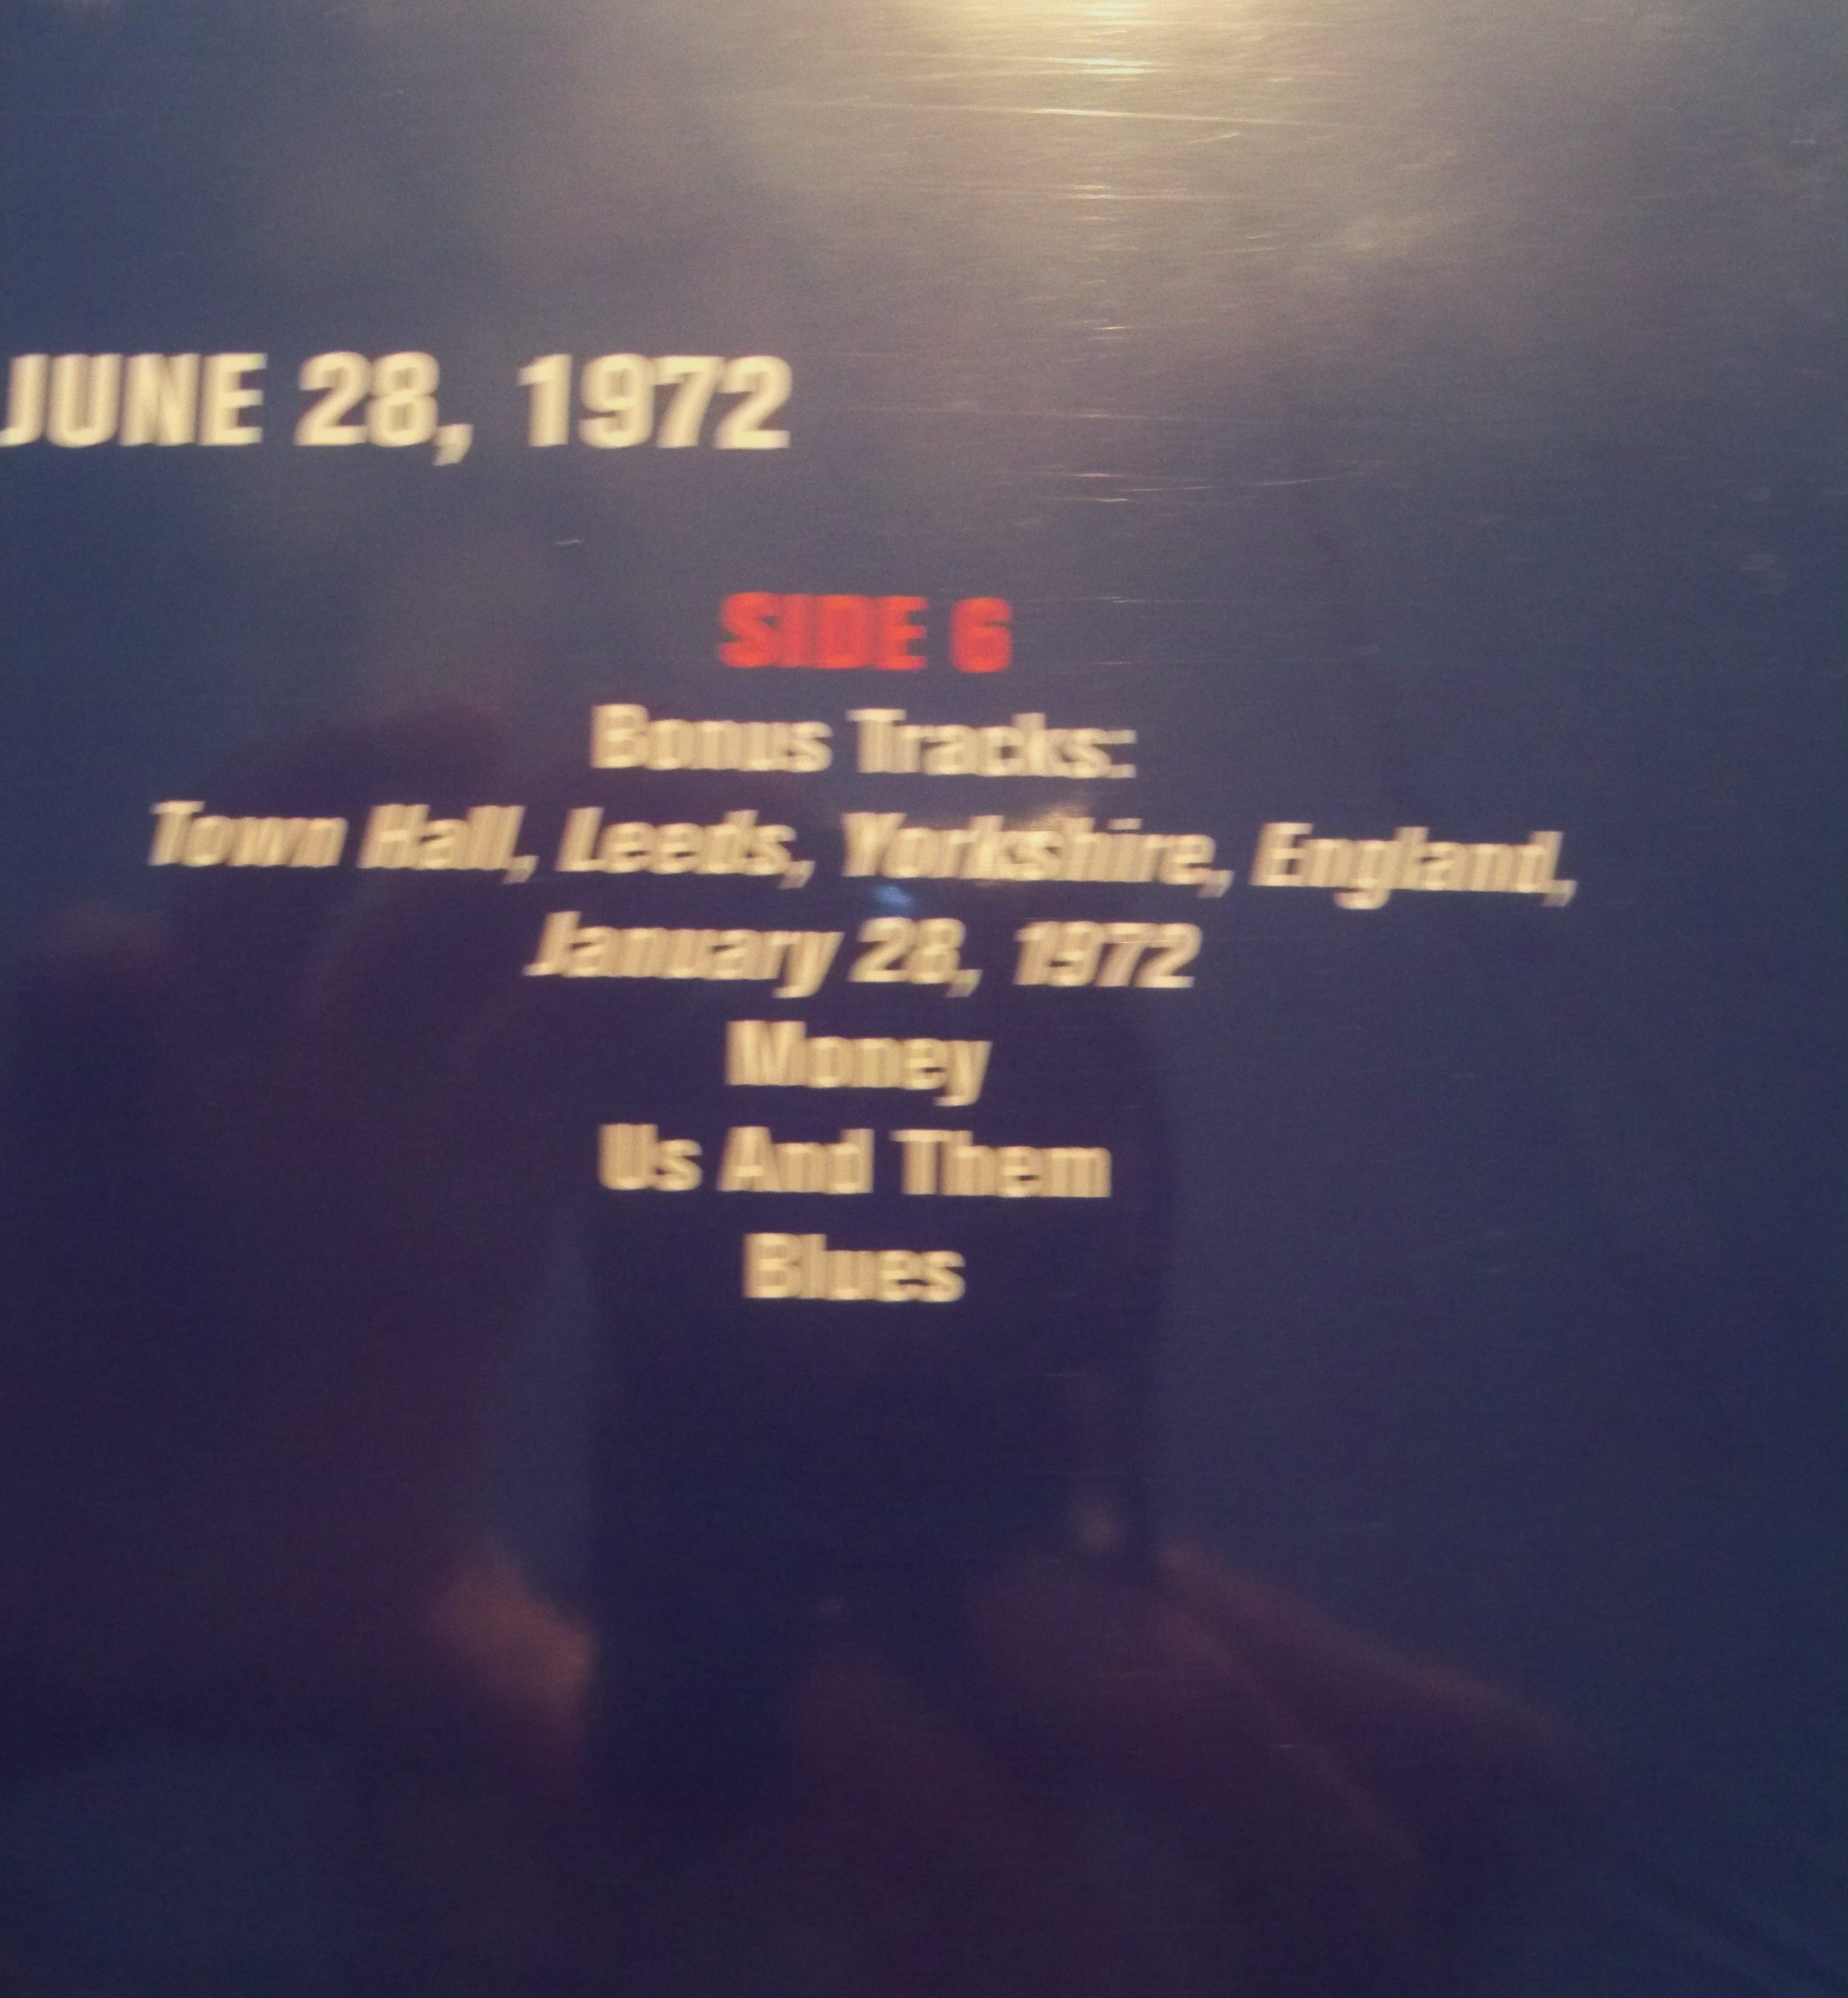 JUNE 28, 1972
SIDE 6
Bonus Tracks:
Town Hall, Leeds, Yorkshire, England,
January 28, 1972
Money
Us And Them
Blues